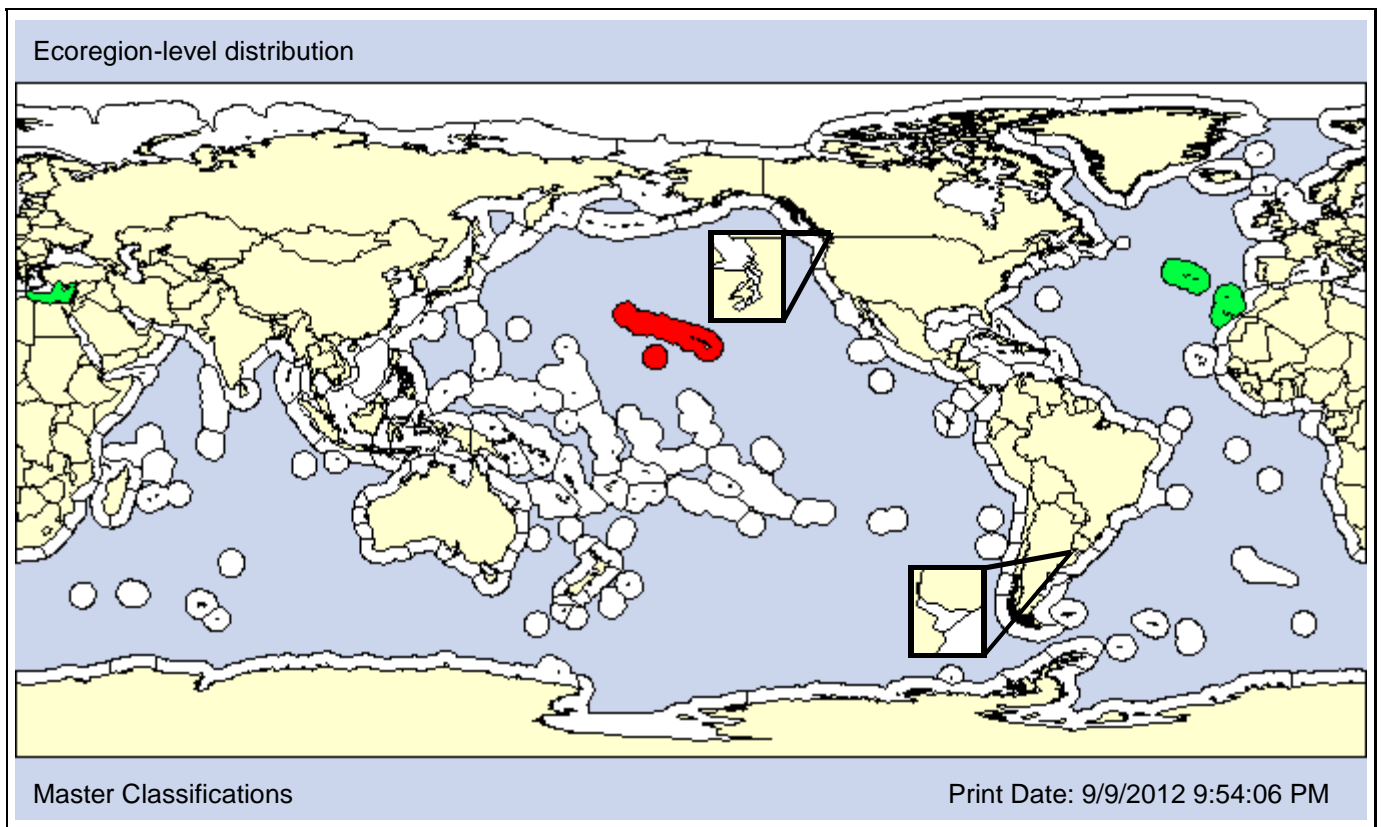 Ecoregion-level distribution
Master Classifications
Print Date: 9/9/2012 9:54:06 PM